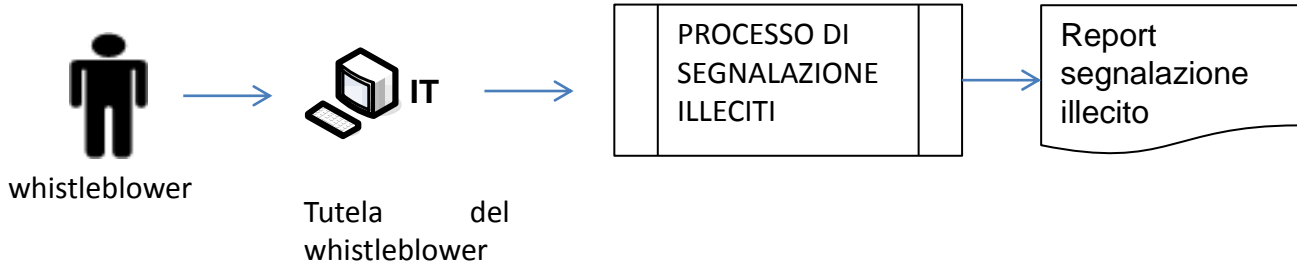 whistleblower
IT
Tutela del
whistleblower
PROCESSO DI
SEGNALAZIONE
ILLECITI
Report
segnalazione
illecito